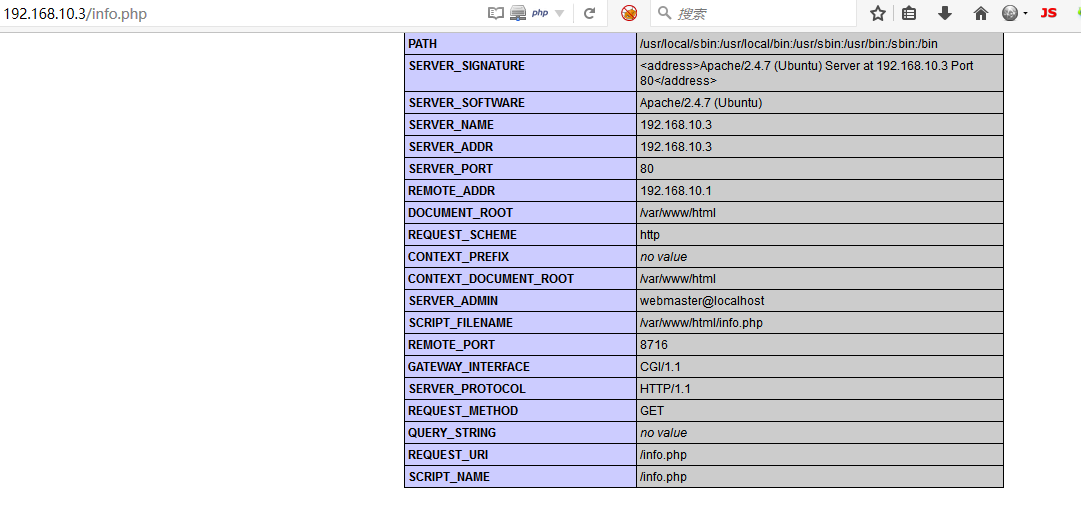 192.168.10.3/info.php php 搜索 JS
PATH /usr/local/sbin:/usr/local/bin:/usr/sbin:/usr/bin:/sbin:/bin
SERVER_SIGNATURE <address>Apache/2.4.7 (Ubuntu) Server at 192.168.10.3 Port
80</address>
SERVER_SOFTWARE Apache/2.4.7 (Ubuntu)
SERVER_NAME 192.168.10.3
SERVER_ADDR 192.168.10.3
SERVER_PORT 80
REMOTE_ADDR 192.168.10.1
DOCUMENT_ROOT /var/www/html
REQUEST_SCHEME http
CONTEXT_PREFIX no value
CONTEXT_DOCUMENT_ROOT /var/www/html
SERVER_ADMIN webmaster@localhost
SCRIPT_FILENAME /var/www/html/info.php
REMOTE_PORT 8716
GATEWAY_INTERFACE CGI/1.1
SERVER_PROTOCOL HTTP/1.1
REQUEST_METHOD GET
QUERY_STRING no value
REQUEST_URI /info.php
SCRIPT_NAME /info.php